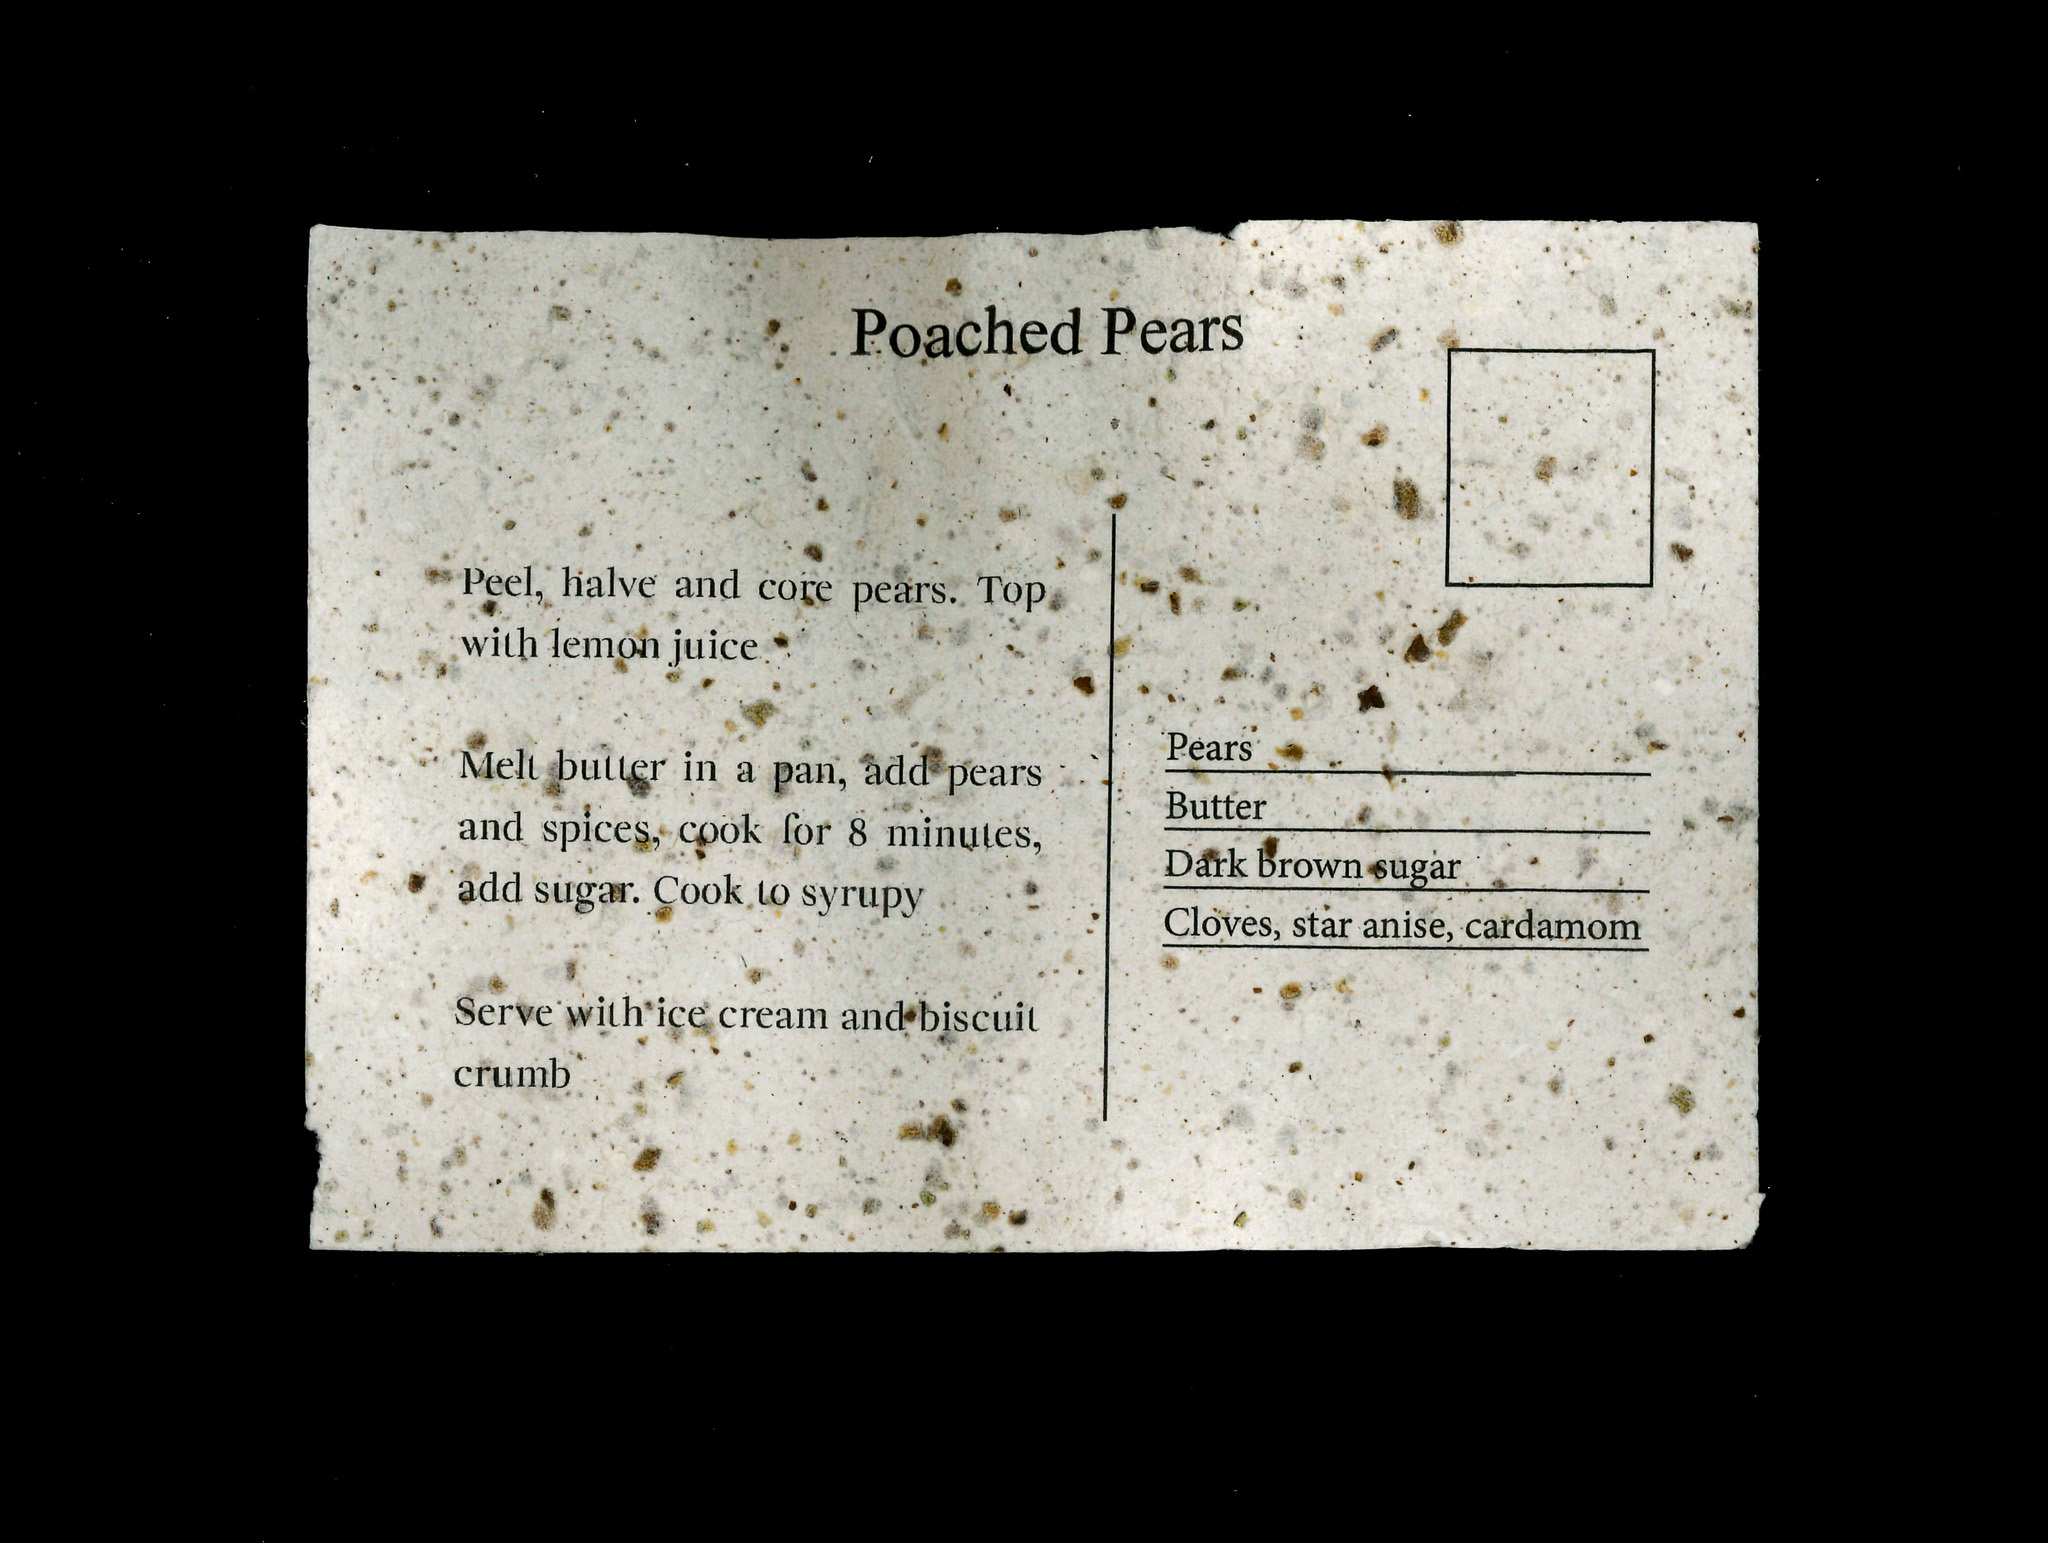 Poached Pears
Peel, halve and core pears. Top
with lemon juice
Melt butter in a pan, add pears
and spices, cook for 8 minutes,
add sugar. Cook to syrupy
Serve with ice cream and biscuit
crumb
Pears
Butter
Dark brown sugar
Cloves, star anise, cardamom